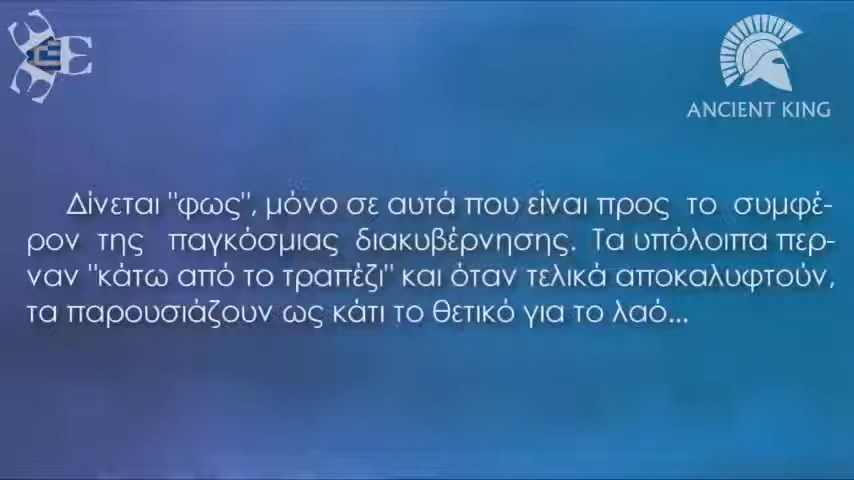 ANCIENT KING
Δίνεται "φως", μόνο σε αυτά που είναι προς το συμφέ-
ρον της παγκόσμιας διακυβέρνησης. Τα υπόλοιπα περ-
ναν "κάτω από το τραπέζι" και όταν τελικά αποκαλυφτούν,
τα παρουσιάζουν ως κάτι το θετικό για το λαό...